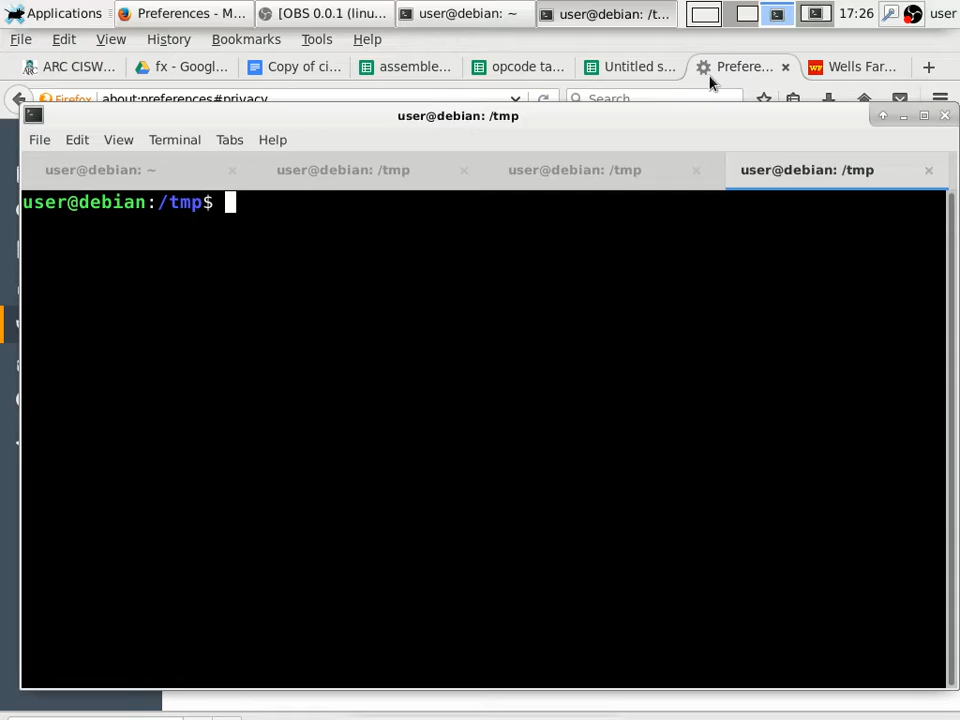 Applications Preferences - M... [OBS 0.0.1 (linu... user@debian: ~ user@debian: /t... 17:26 user
File Edit View History Bookmarks Tools Help
ARC CISW... fx - Googl... Copy of ci... assemble... opcode ta... Untitled s... Prefere... Wells Far...
Firefox about:preferences#privacy Search
user@debian: /tmp
File Edit View Terminal Tabs Help
user@debian: ~ user@debian: /tmp user@debian: /tmp user@debian: /tmp
user@debian:/tmp$